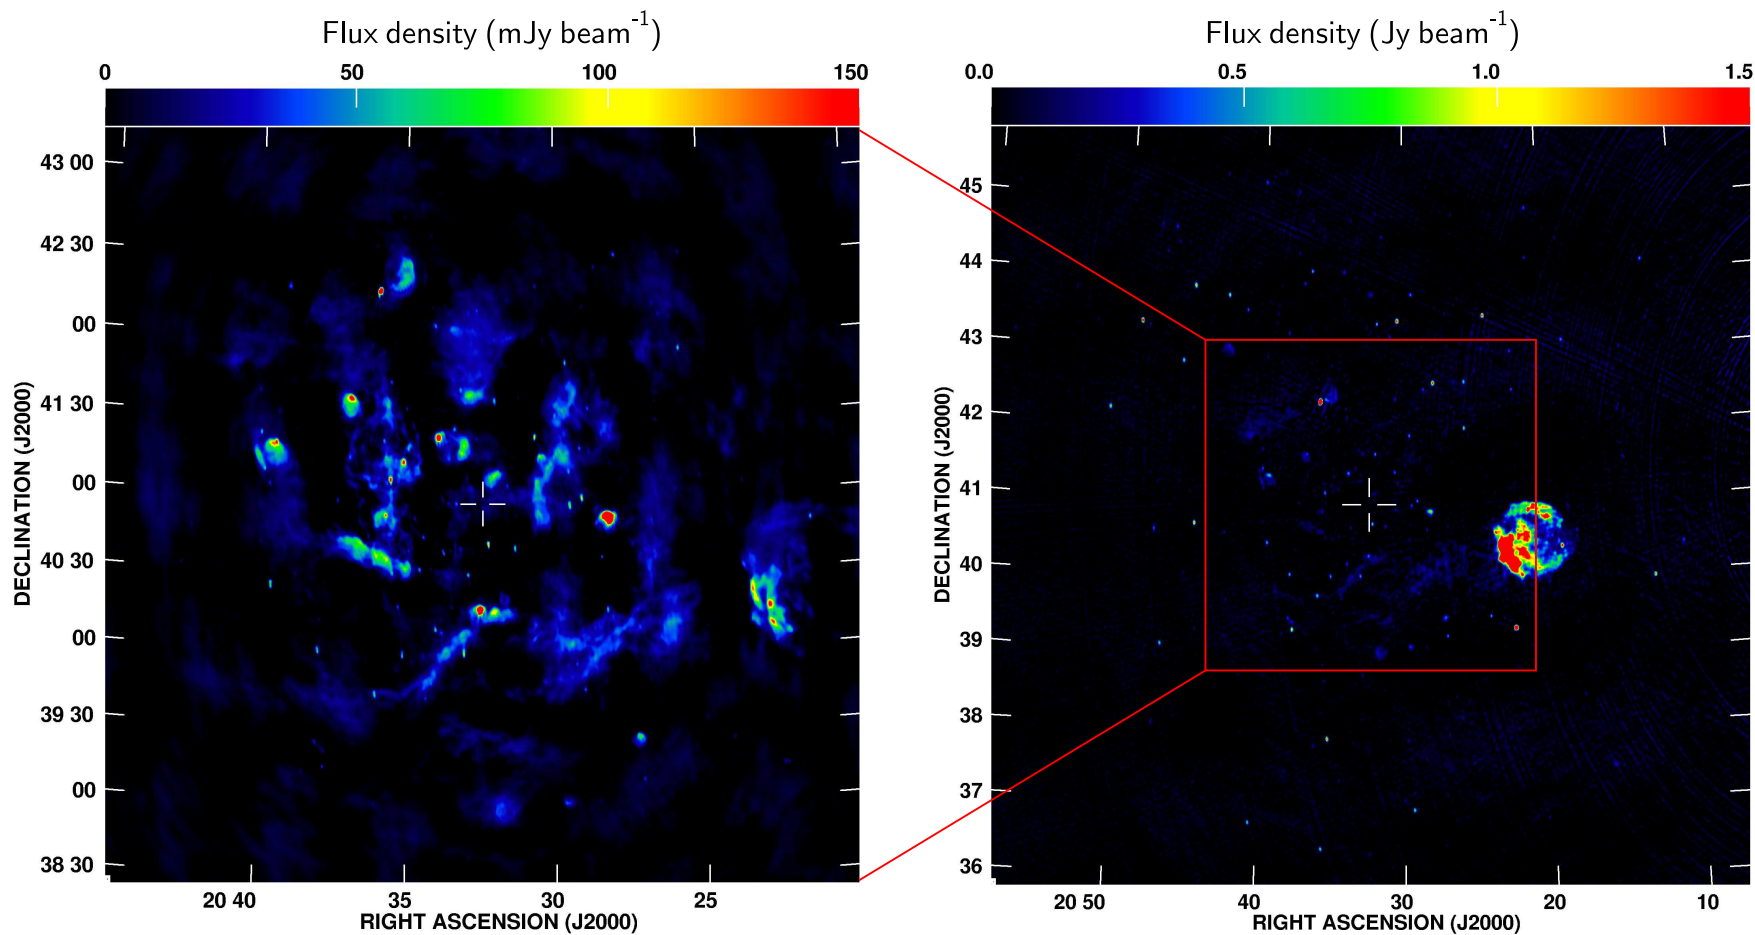 Flux density (mJy beam⁻¹)
0 50 100 150
43 00
42 30
00
41 30
00
40 30
00
39 30
00
38 30
DECLINATION (J2000)
20 40 35 30 25
RIGHT ASCENSION (J2000)
Flux density (Jy beam⁻¹)
0.0 0.5 1.0 1.5
45
44
43
42
41
40
39
38
37
36
DECLINATION (J2000)
20 50 40 30 20 10
RIGHT ASCENSION (J2000)